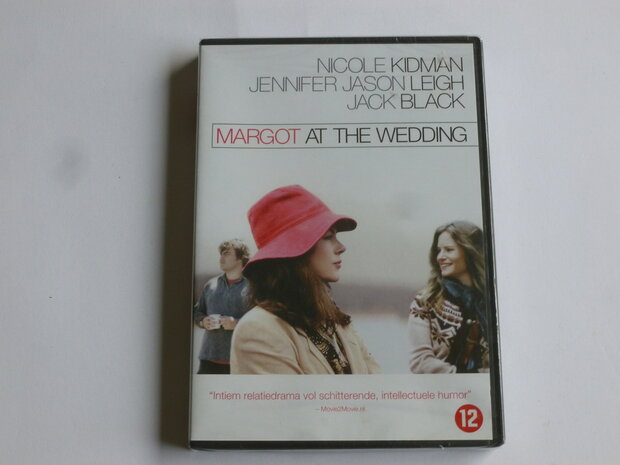 NICOLE KIDMAN
JENNIFER JASON LEIGH
JACK BLACK
MARGOT AT THE WEDDING
"Intiem relatiedrama vol schitterende, intellectuele humor"
– Movie2Movie.nl
12